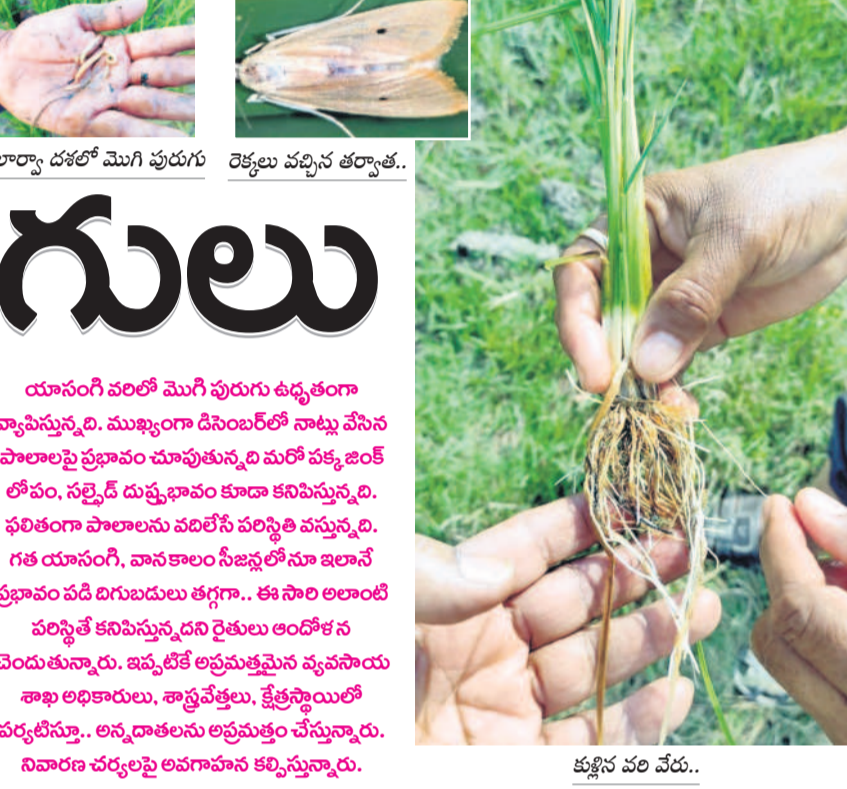 లార్వా దశలో మొగి పురుగు
రెక్కలు వచ్చిన తర్వాత..
గులు
యాసంగి వరిలో మొగి పురుగు ఉధృతంగా
వ్యాపిస్తున్నది. ముఖ్యంగా డిసెంబర్‌లో నాట్లు వేసిన
పొలాలపై ప్రభావం చూపుతున్నది మరో పక్క జింక్
లోపం, సల్ఫైడ్ దుష్ప్రభావం కూడా కనిపిస్తున్నది.
ఫలితంగా పొలాలను వదిలేసే పరిస్థితి వస్తున్నది.
గత యాసంగి, వానకాలం సీజన్లలోనూ ఇలానే
ప్రభావం పడి దిగుబడులు తగ్గగా.. ఈ సారి అలాంటి
పరిస్థితే కనిపిస్తున్నదని రైతులు ఆందోళ న
చెందుతున్నారు. ఇప్పటికే అప్రమత్తమైన వ్యవసాయ
శాఖ అధికారులు, శాస్త్రవేత్తలు, క్షేత్రస్థాయిలో
పర్యటిస్తూ.. అన్నదాతలను అప్రమత్తం చేస్తున్నారు.
నివారణ చర్యలపై అవగాహన కల్పిస్తున్నారు.
కుళ్లిన వరి వేరు..